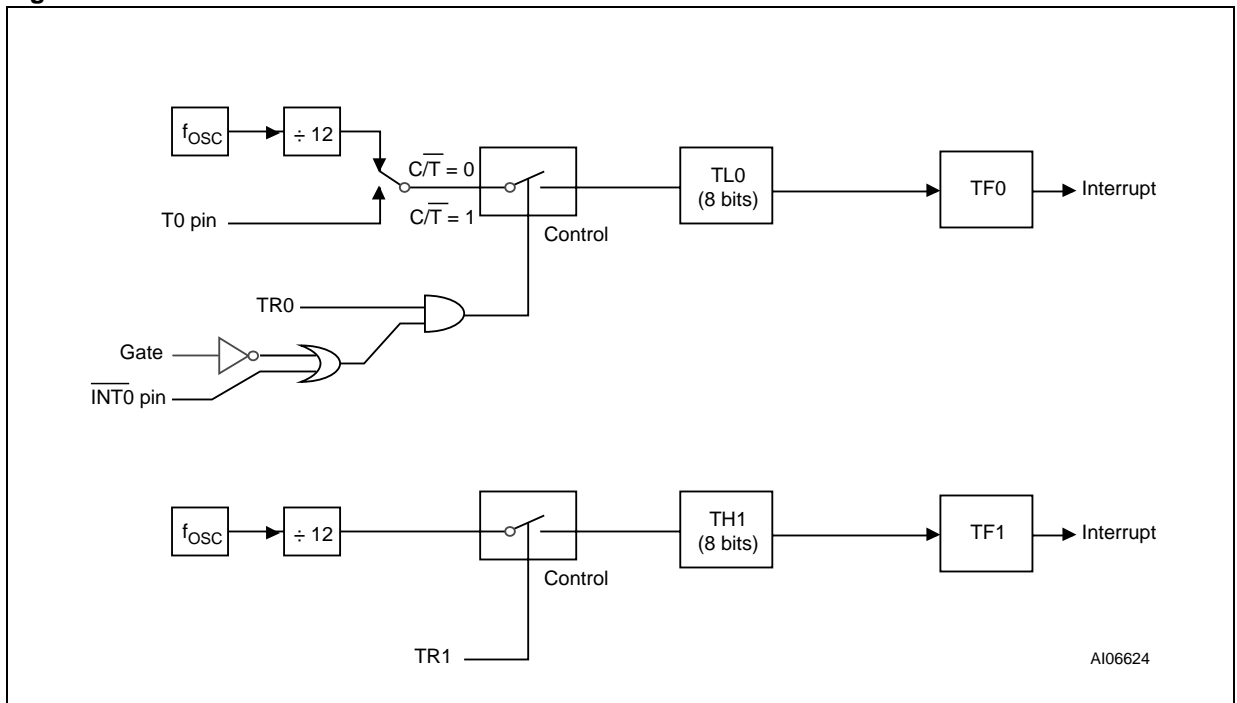 fOSC
÷ 12
C/T̅ = 0
T0 pin
C/T̅ = 1
Control
TL0
(8 bits)
TF0
Interrupt
TR0
Gate
I̅N̅T̅0̅ pin
fOSC
÷ 12
Control
TH1
(8 bits)
TF1
Interrupt
TR1
AI06624